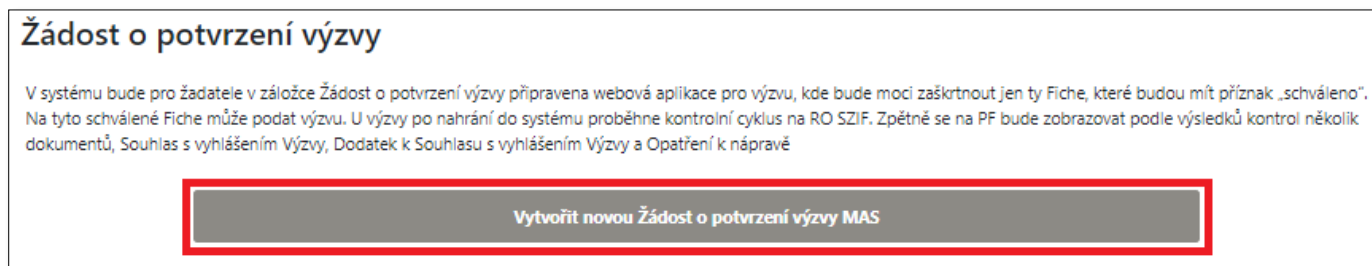 Žádost o potvrzení výzvy
V systému bude pro žadatele v záložce Žádost o potvrzení výzvy připravena webová aplikace pro výzvu, kde bude moci zaškrtnout jen ty Fiche, které budou mít příznak „schváleno“.
Na tyto schválené Fiche může podat výzvu. U výzvy po nahrání do systému proběhne kontrolní cyklus na RO SZIF. Zpětně se na PF bude zobrazovat podle výsledků kontrol několik
dokumentů, Souhlas s vyhlášením Výzvy, Dodatek k Souhlasu s vyhlášením Výzvy a Opatření k nápravě
Vytvořit novou Žádost o potvrzení výzvy MAS